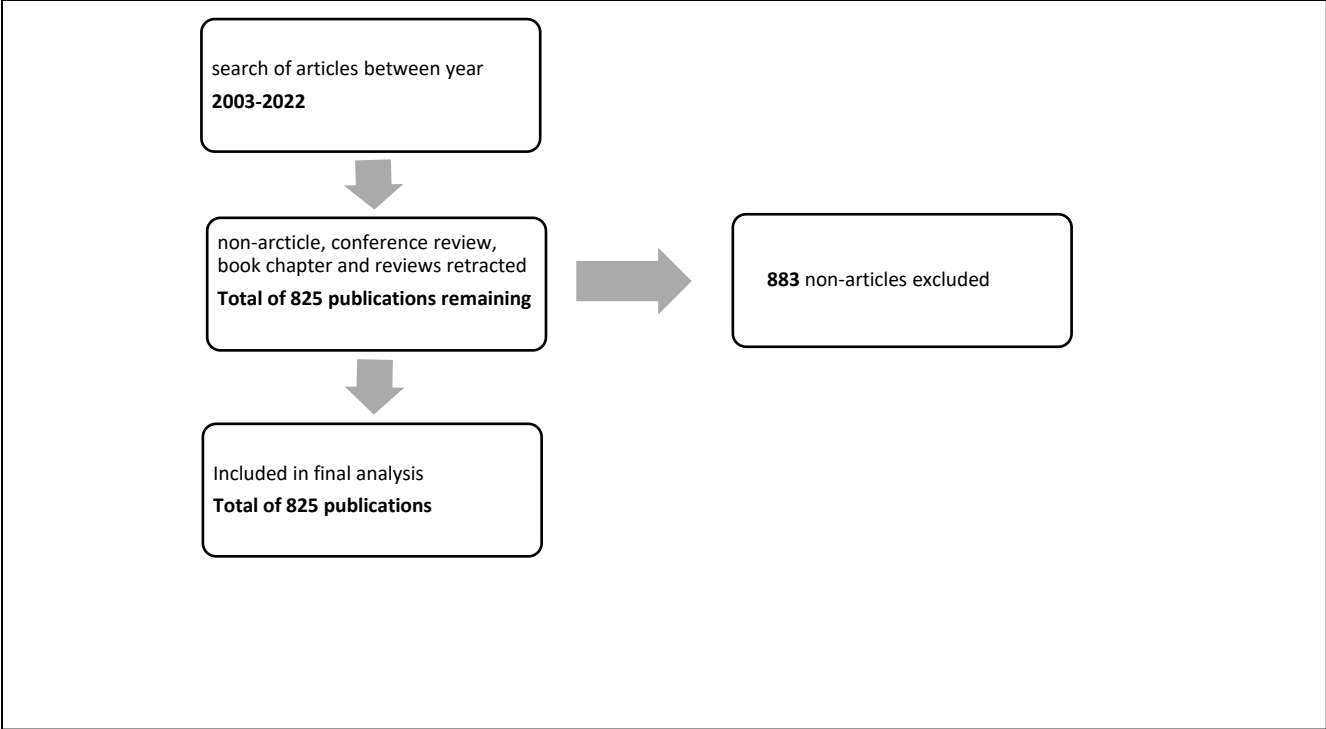 search of articles between year
2003-2022
non-arcticle, conference review,
book chapter and reviews retracted
Total of 825 publications remaining
883 non-articles excluded
Included in final analysis
Total of 825 publications